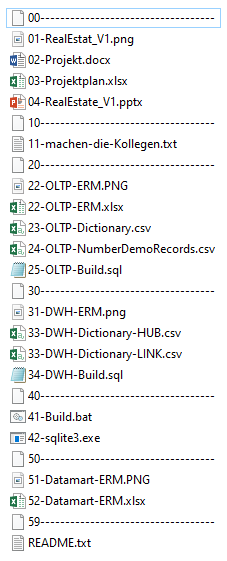 00-----------------------------------
01-RealEstat_V1.png
02-Projekt.docx
03-Projektplan.xlsx
04-RealEstate_V1.pptx
10-----------------------------------
11-machen-die-Kollegen.txt
20-----------------------------------
22-OLTP-ERM.PNG
22-OLTP-ERM.xlsx
23-OLTP-Dictionary.csv
24-OLTP-NumberDemoRecords.csv
25-OLTP-Build.sql
30-----------------------------------
31-DWH-ERM.png
33-DWH-Dictionary-HUB.csv
33-DWH-Dictionary-LINK.csv
34-DWH-Build.sql
40-----------------------------------
41-Build.bat
42-sqlite3.exe
50-----------------------------------
51-Datamart-ERM.PNG
52-Datamart-ERM.xlsx
59-----------------------------------
README.txt